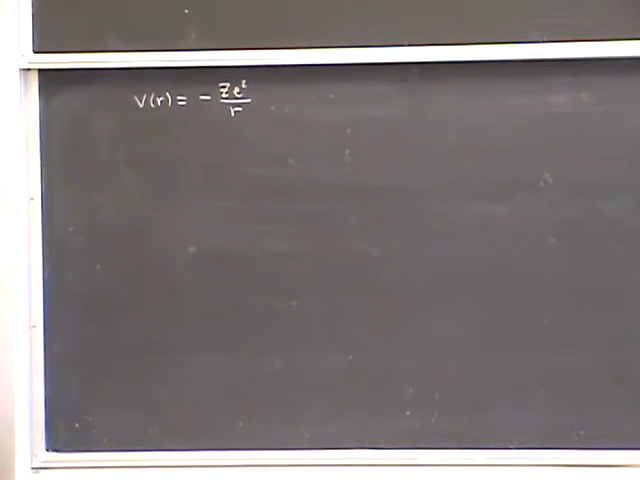 V(r) = - Ze²/r